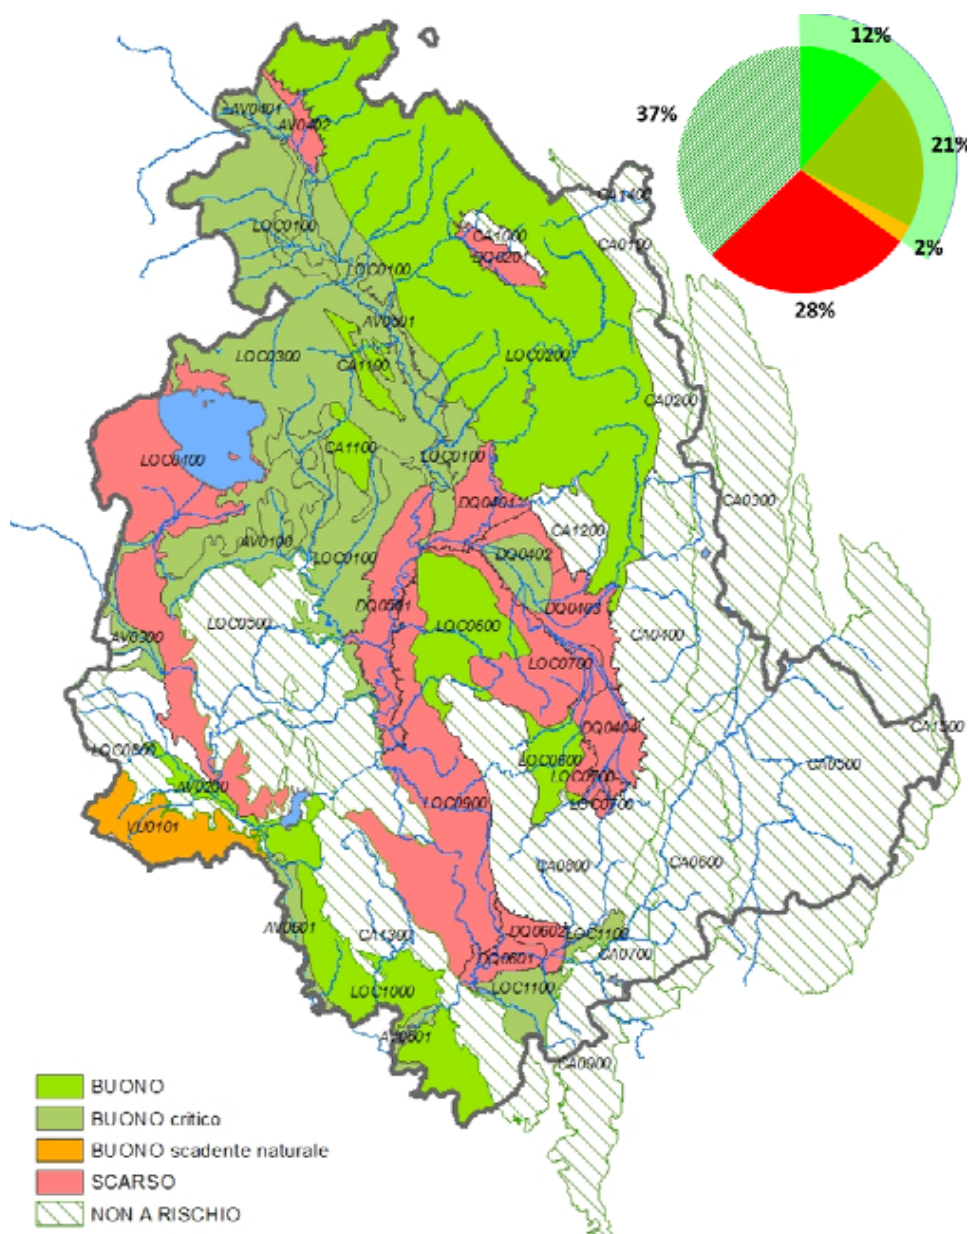 12%
37%
21%
2%
28%
AV0401
AV0402
CA1400
LOC0100
CA1000
CA0100
DQ0201
LOC0100
AV0501
LOC0300
CA1100
LOC0200
CA0200
CA1100
LOC0100
LOC0400
DQ0401
CA0300
CA1200
AV0100
LOC0100
DQ0402
DQ0501
DQ0403
LOC0500
LOC0600
CA0400
AV0300
LOC0700
DQ0404
CA1500
LOC0800
LOC0600
CA0500
AV0200
LOC0700
LOC0900
LOC0700
VU0101
CA0800
CA0600
AV0601
CA1300
DQ0602
LOC1100
DQ0601
CA0700
LOC1000
LOC1100
CA0900
BUONO
BUONO critico
BUONO scadente naturale
SCARSO
NON A RISCHIO